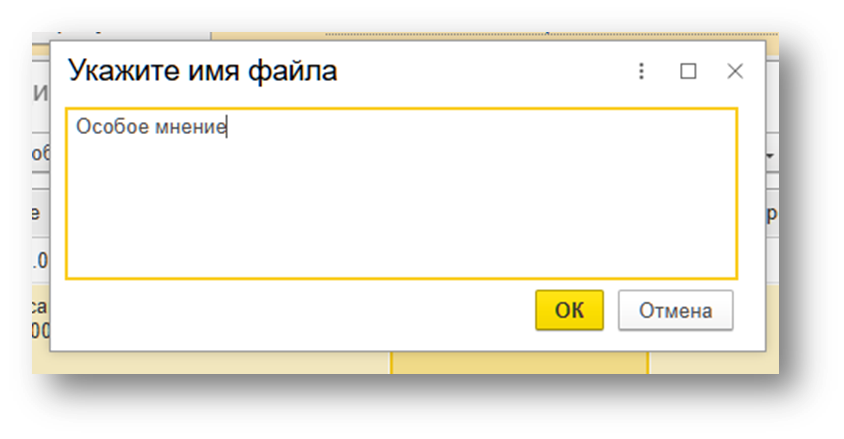 Укажите имя файла
Особое мнение
ОК
Отмена